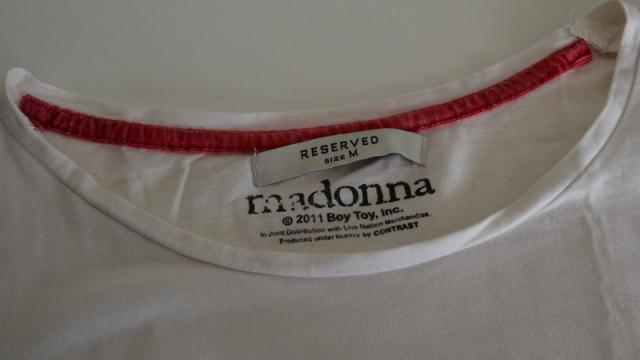 RESERVED
SIZE M
madonna
© 2011 Boy Toy, Inc.
In Joint Distribution with Live Nation Merchandise.
Produced under license by CONTRAST